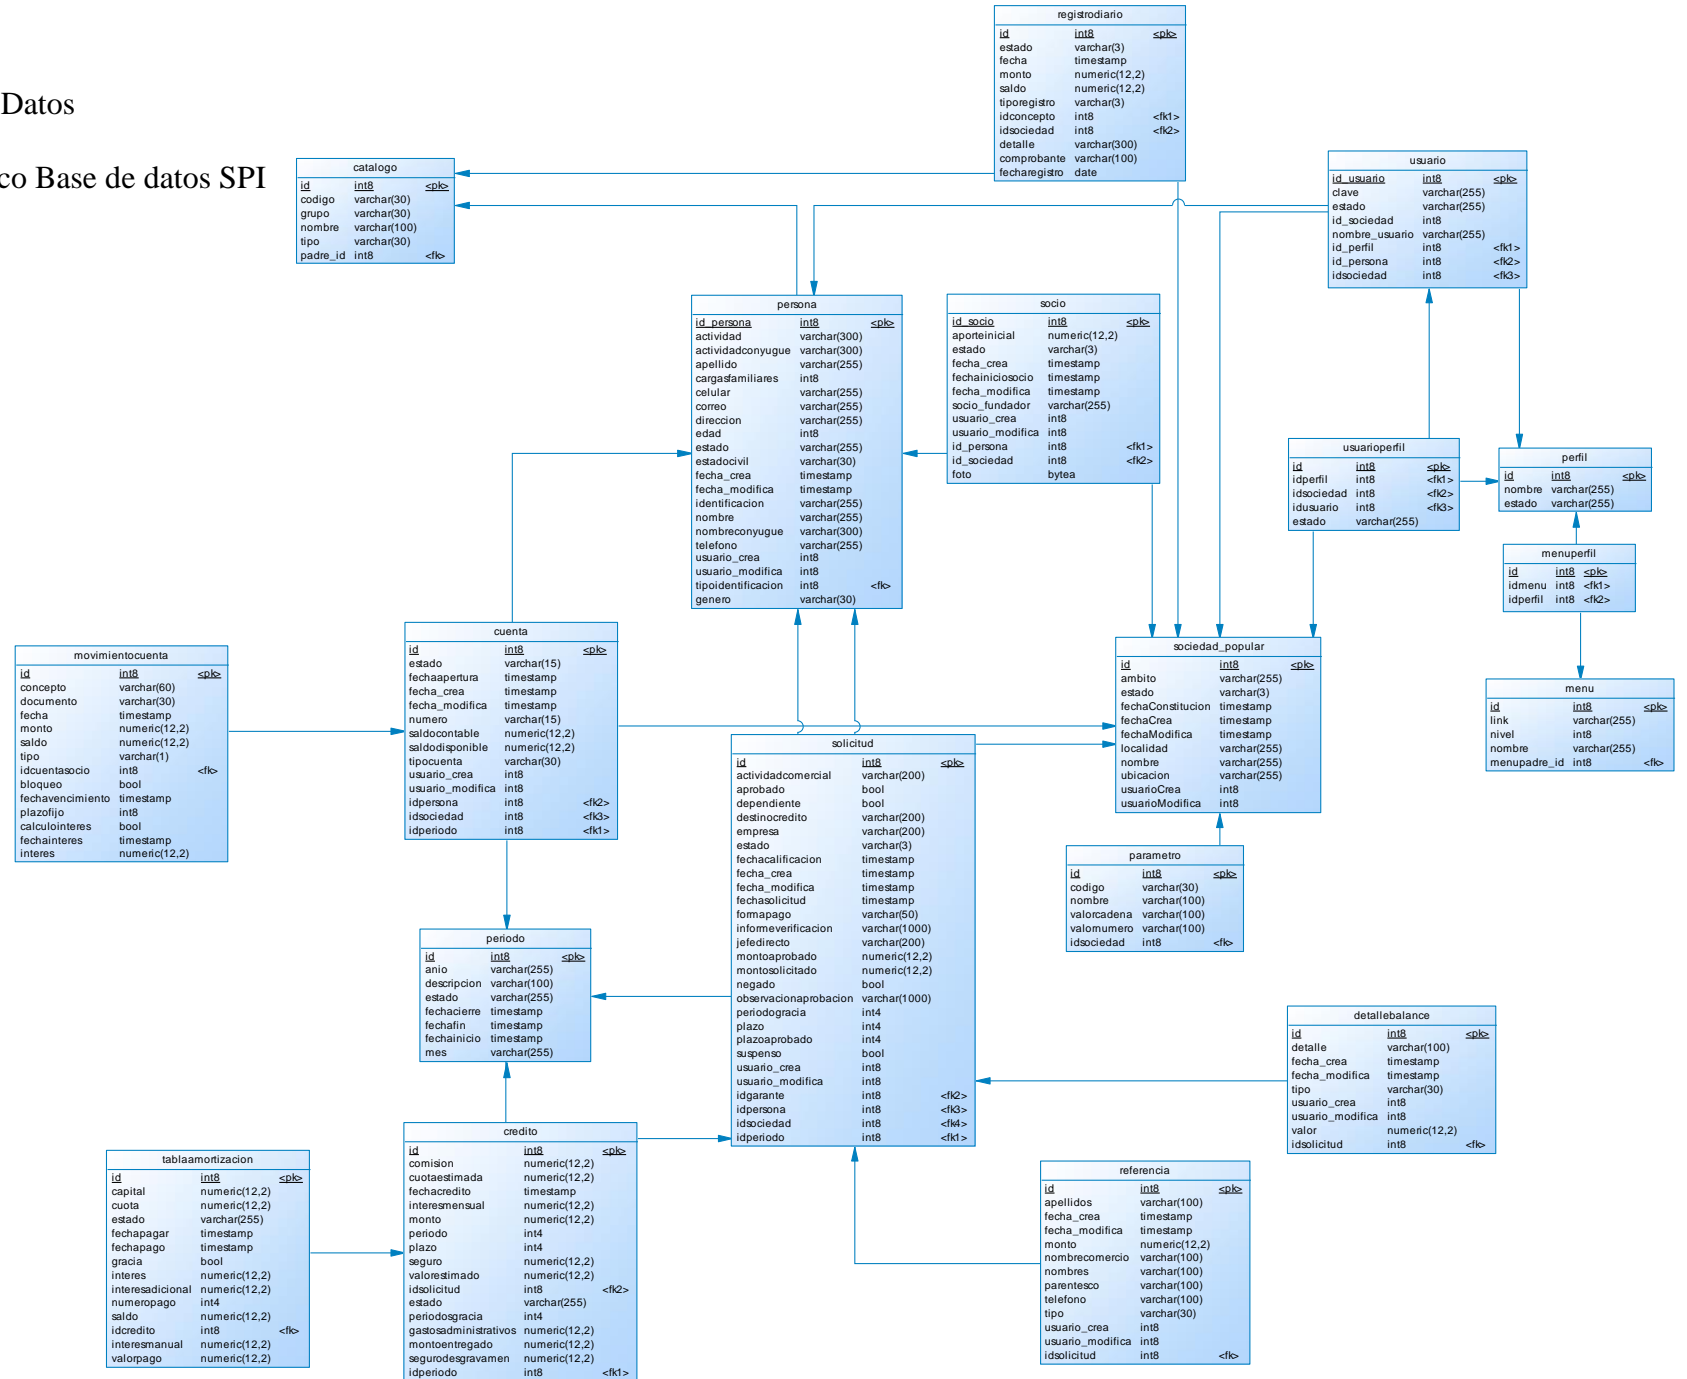 Datos
co Base de datos SPI
registrodiario
id int8 <pk>
estado varchar(3)
fecha timestamp
monto numeric(12,2)
saldo numeric(12,2)
tiporegistro varchar(3)
idconcepto int8 <fk1>
idsociedad int8 <fk2>
detalle varchar(300)
comprobante varchar(100)
fecharegistro date
catalogo
id int8 <pk>
codigo varchar(30)
grupo varchar(30)
nombre varchar(100)
tipo varchar(30)
padre_id int8 <fk>
usuario
id_usuario int8 <pk>
clave varchar(255)
estado varchar(255)
id_sociedad int8
nombre_usuario varchar(255)
id_perfil int8 <fk1>
id_persona int8 <fk2>
idsociedad int8 <fk3>
persona
id_persona int8 <pk>
actividad varchar(300)
actividadconyugue varchar(300)
apellido varchar(255)
cargasfamiliares int8
celular varchar(255)
correo varchar(255)
direccion varchar(255)
edad int8
estado varchar(255)
estadocivil varchar(30)
fecha_crea timestamp
fecha_modifica timestamp
identificacion varchar(255)
nombre varchar(255)
nombreconyugue varchar(300)
telefono varchar(255)
usuario_crea int8
usuario_modifica int8
tipoidentificacion int8 <fk>
genero varchar(30)
socio
id_socio int8 <pk>
aporteinicial numeric(12,2)
estado varchar(3)
fecha_crea timestamp
fechainiciosocio timestamp
fecha_modifica timestamp
socio_fundador varchar(255)
usuario_crea int8
usuario_modifica int8
id_persona int8 <fk1>
id_sociedad int8 <fk2>
foto bytea
usuarioperfil
id int8 <pk>
idperfil int8 <fk1>
idsociedad int8 <fk2>
idusuario int8 <fk3>
estado varchar(255)
perfil
id int8 <pk>
nombre varchar(255)
estado varchar(255)
menuperfil
id int8 <pk>
idmenu int8 <fk1>
idperfil int8 <fk2>
cuenta
id int8 <pk>
estado varchar(15)
fechaapertura timestamp
fecha_crea timestamp
fecha_modifica timestamp
numero varchar(15)
saldocontable numeric(12,2)
saldodisponible numeric(12,2)
tipocuenta varchar(30)
usuario_crea int8
usuario_modifica int8
idpersona int8 <fk2>
idsociedad int8 <fk3>
idperiodo int8 <fk1>
movimientocuenta
id int8 <pk>
concepto varchar(60)
documento varchar(30)
fecha timestamp
monto numeric(12,2)
saldo numeric(12,2)
tipo varchar(1)
idcuentasocio int8 <fk>
bloqueo bool
fechavencimiento timestamp
plazofijo int8
calculointeres bool
fechainteres timestamp
interes numeric(12,2)
sociedad_popular
id int8 <pk>
ambito varchar(255)
estado varchar(3)
fechaConstitucion timestamp
fechaCrea timestamp
fechaModifica timestamp
localidad varchar(255)
nombre varchar(255)
ubicacion varchar(255)
usuarioCrea int8
usuarioModifica int8
menu
id int8 <pk>
link varchar(255)
nivel int8
nombre varchar(255)
menupadre_id int8 <fk>
solicitud
id int8 <pk>
actividadcomercial varchar(200)
aprobado bool
dependiente bool
destinocredito varchar(200)
empresa varchar(200)
estado varchar(3)
fechacalificacion timestamp
fecha_crea timestamp
fecha_modifica timestamp
fechasolicitud timestamp
formapago varchar(50)
informeverificacion varchar(1000)
jefedirecto varchar(200)
montoaprobado numeric(12,2)
montosolicitado numeric(12,2)
negado bool
observacionaprobacion varchar(1000)
periodogracia int4
plazo int4
plazoaprobado int4
suspenso bool
usuario_crea int8
usuario_modifica int8
idgarante int8 <fk2>
idpersona int8 <fk3>
idsociedad int8 <fk4>
idperiodo int8 <fk1>
parametro
id int8 <pk>
codigo varchar(30)
nombre varchar(100)
valorcadena varchar(100)
valornumero varchar(100)
idsociedad int8 <fk>
periodo
id int8 <pk>
anio varchar(255)
descripcion varchar(100)
estado varchar(255)
fechacierre timestamp
fechafin timestamp
fechainicio timestamp
mes varchar(255)
detallebalance
id int8 <pk>
detalle varchar(100)
fecha_crea timestamp
fecha_modifica timestamp
tipo varchar(30)
usuario_crea int8
usuario_modifica int8
valor numeric(12,2)
idsolicitud int8 <fk>
credito
id int8 <pk>
comision numeric(12,2)
cuotaestimada numeric(12,2)
fechacredito timestamp
interesmensual numeric(12,2)
monto numeric(12,2)
periodo int4
plazo int4
seguro numeric(12,2)
valorestimado numeric(12,2)
idsolicitud int8 <fk2>
estado varchar(255)
periodosgracia int4
gastosadministrativos numeric(12,2)
montoentregado numeric(12,2)
segurodesgravamen numeric(12,2)
idperiodo int8 <fk1>
tablaamortizacion
id int8 <pk>
capital numeric(12,2)
cuota numeric(12,2)
estado varchar(255)
fechapagar timestamp
fechapago timestamp
gracia bool
interes numeric(12,2)
interesadicional numeric(12,2)
numeropago int4
saldo numeric(12,2)
idcredito int8 <fk>
interesmanual numeric(12,2)
valorpago numeric(12,2)
referencia
id int8 <pk>
apellidos varchar(100)
fecha_crea timestamp
fecha_modifica timestamp
monto numeric(12,2)
nombrecomercio varchar(100)
nombres varchar(100)
parentesco varchar(100)
telefono varchar(100)
tipo varchar(30)
usuario_crea int8
usuario_modifica int8
idsolicitud int8 <fk>